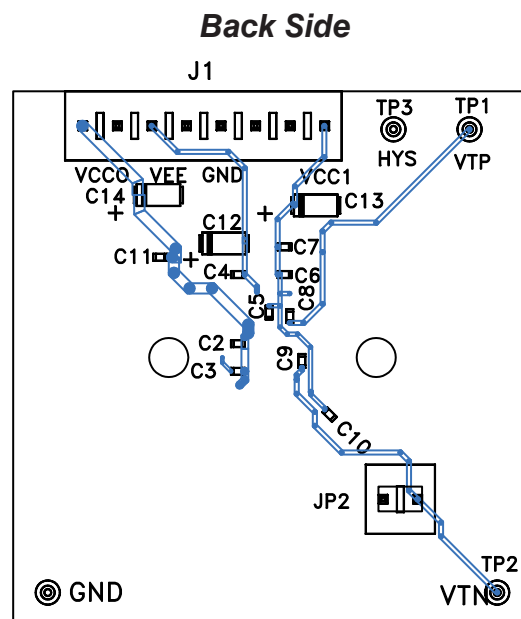 Back Side
J1
TP3 TP1
HYS VTP
VCCO VEE GND VCC1
C14 C13
+ +
C12
C11 + C4 C7
C6
C5 C8
C2 C9
C3
C10
JP2
TP2
GND VTN